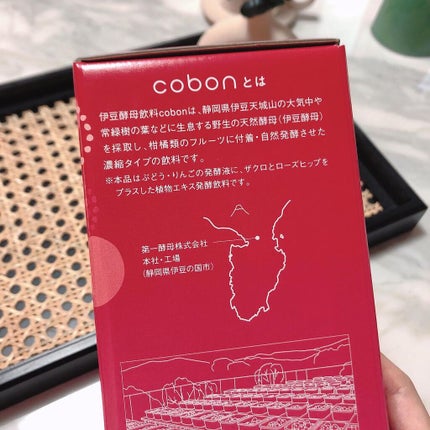 cobonとは
伊豆酵母飲料cobonは、静岡県伊豆天城山の大気中や
常緑樹の葉などに生息する野生の天然酵母(伊豆酵母)
を採取し、柑橘類のフルーツに付着・自然発酵させた
濃縮タイプの飲料です。
※本品はぶどう・りんごの発酵液に、ザクロとローズヒップを
プラスした植物エキス発酵飲料です。
第一酵母株式会社
本社・工場
(静岡県伊豆の国市)